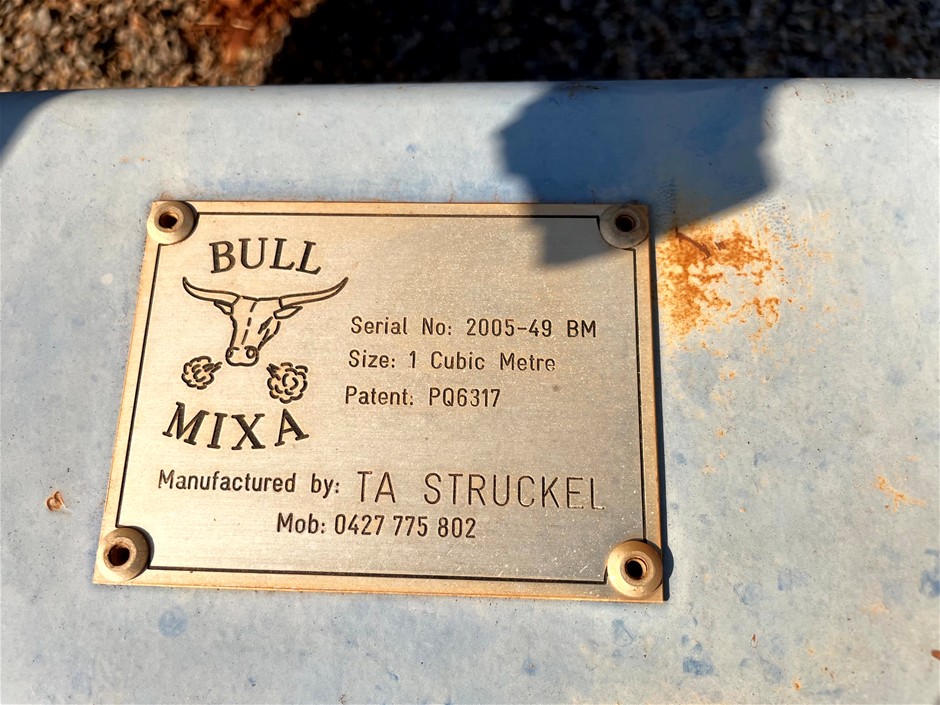 BULL
MIXA
Serial No: 2005-49 BM
Size: 1 Cubic Metre
Patent: PQ6317
Manufactured by: TA STRUCKEL
Mob: 0427 775 802